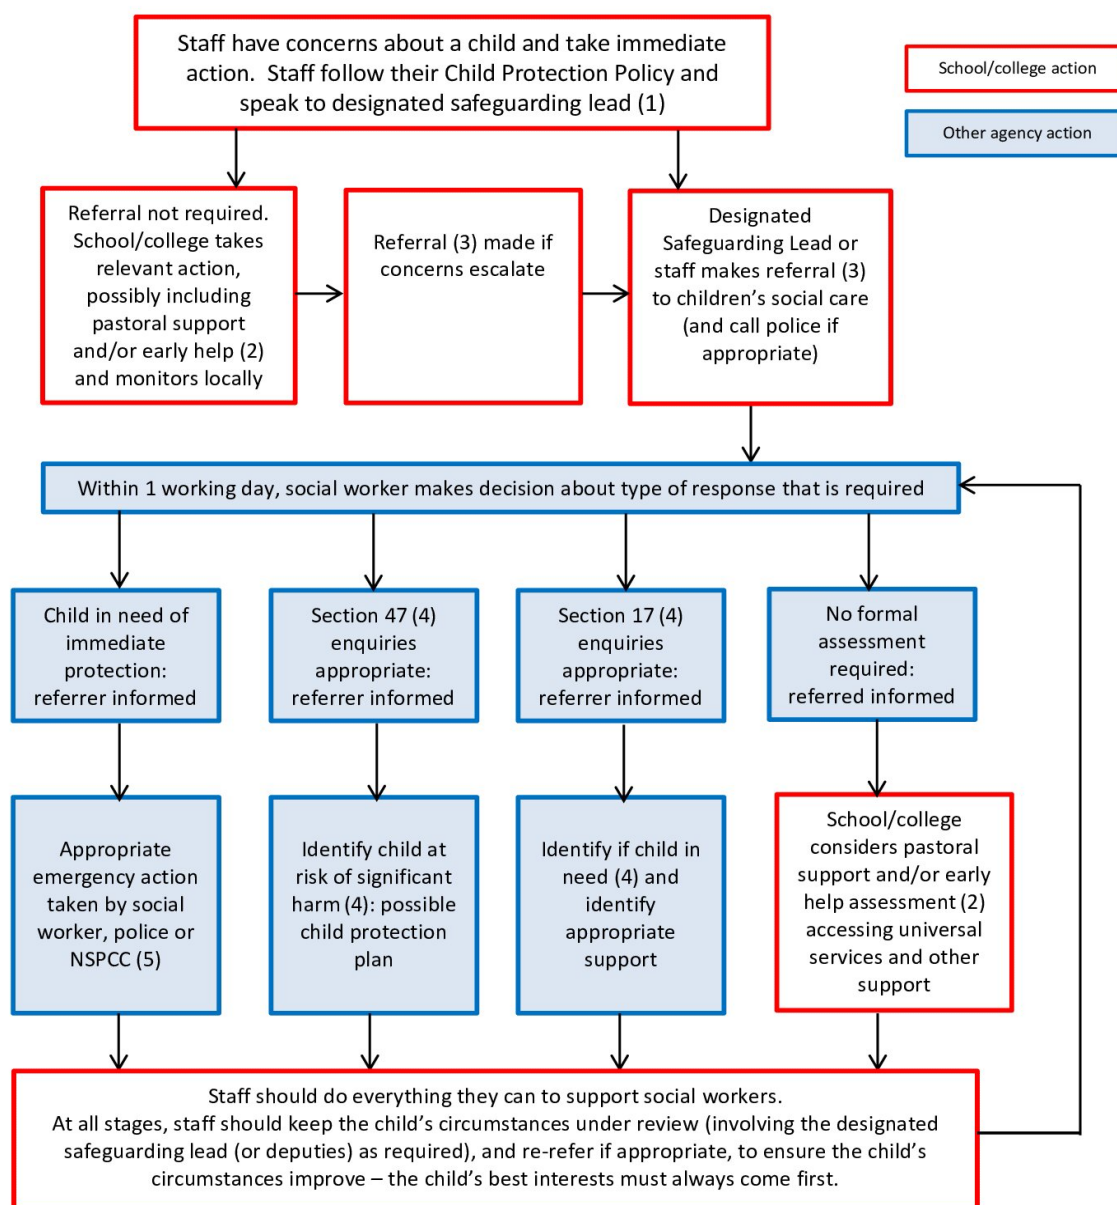 Staff have concerns about a child and take immediate
action. Staff follow their Child Protection Policy and
speak to designated safeguarding lead (1)
School/college action
Other agency action
Referral not required.
School/college takes
relevant action,
possibly including
pastoral support
and/or early help (2)
and monitors locally
Referral (3) made if
concerns escalate
Designated
Safeguarding Lead or
staff makes referral (3)
to children’s social care
(and call police if
appropriate)
Within 1 working day, social worker makes decision about type of response that is required
Child in need of
immediate
protection:
referrer informed
Section 47 (4)
enquiries
appropriate:
referrer informed
Section 17 (4)
enquiries
appropriate:
referrer informed
No formal
assessment
required:
referred informed
Appropriate
emergency action
taken by social
worker, police or
NSPCC (5)
Identify child at
risk of significant
harm (4): possible
child protection
plan
Identify if child in
need (4) and
identify
appropriate
support
School/college
considers pastoral
support and/or early
help assessment (2)
accessing universal
services and other
support
Staff should do everything they can to support social workers.
At all stages, staff should keep the child’s circumstances under review (involving the designated
safeguarding lead (or deputies) as required), and re-refer if appropriate, to ensure the child’s
circumstances improve – the child’s best interests must always come first.